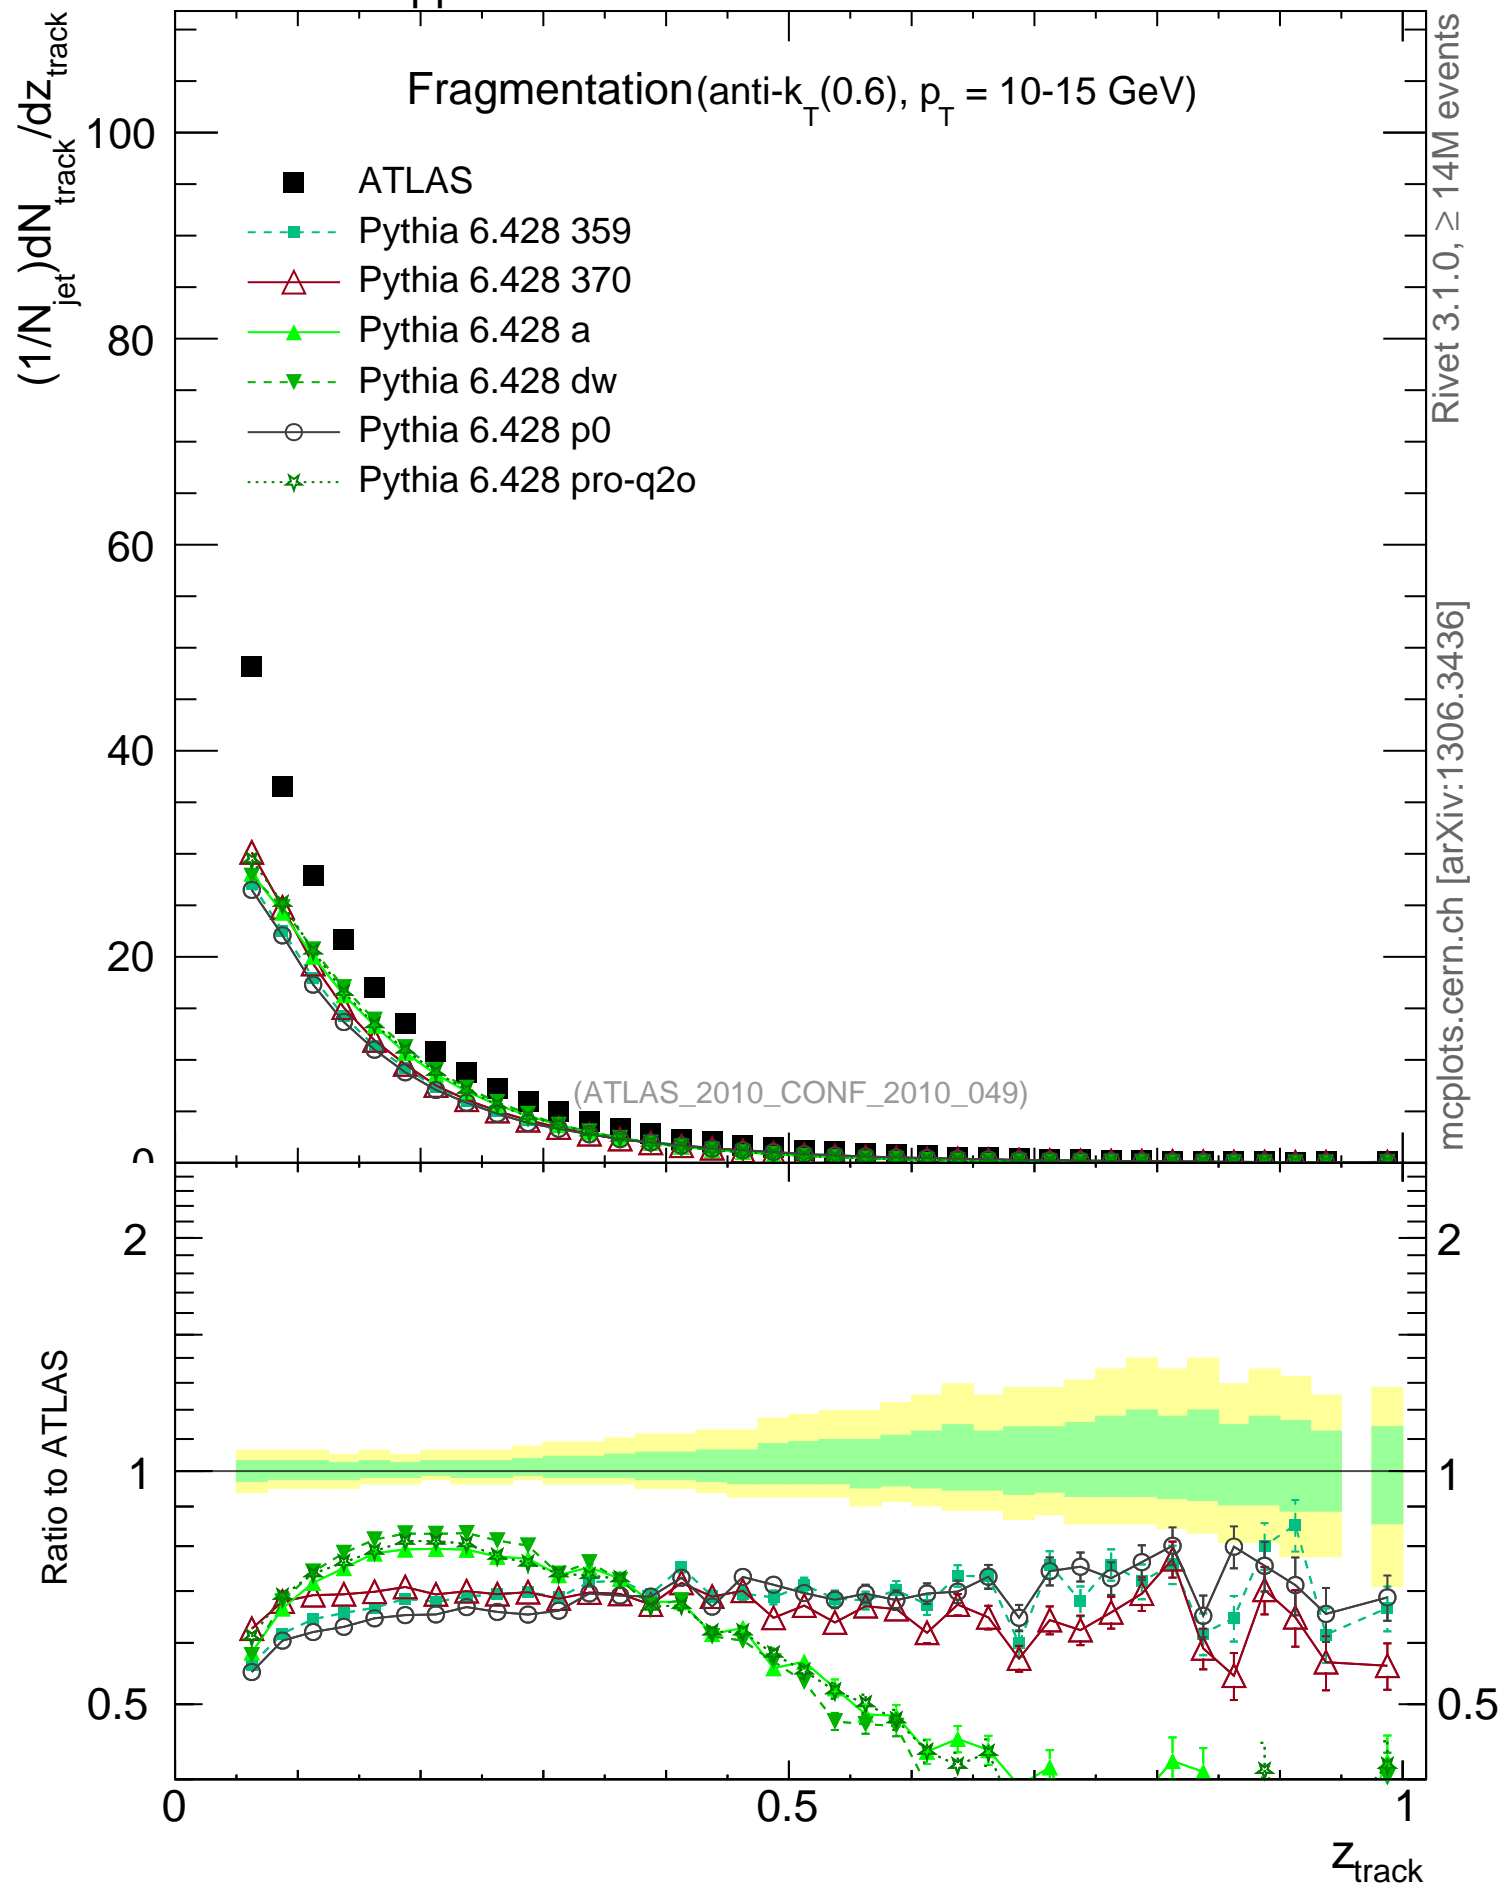 (1/N_jet)dN_track/dz_track
Fragmentation (anti-k_T(0.6), p_T = 10-15 GeV)
ATLAS
Pythia 6.428 359
Pythia 6.428 370
Pythia 6.428 a
Pythia 6.428 dw
Pythia 6.428 p0
Pythia 6.428 pro-q2o
100
80
60
40
20
0
(ATLAS_2010_CONF_2010_049)
Rivet 3.1.0, ≥ 14M events
mcplots.cern.ch [arXiv:1306.3436]
Ratio to ATLAS
2
1
0.5
2
1
0.5
0
0.5
1
z_track